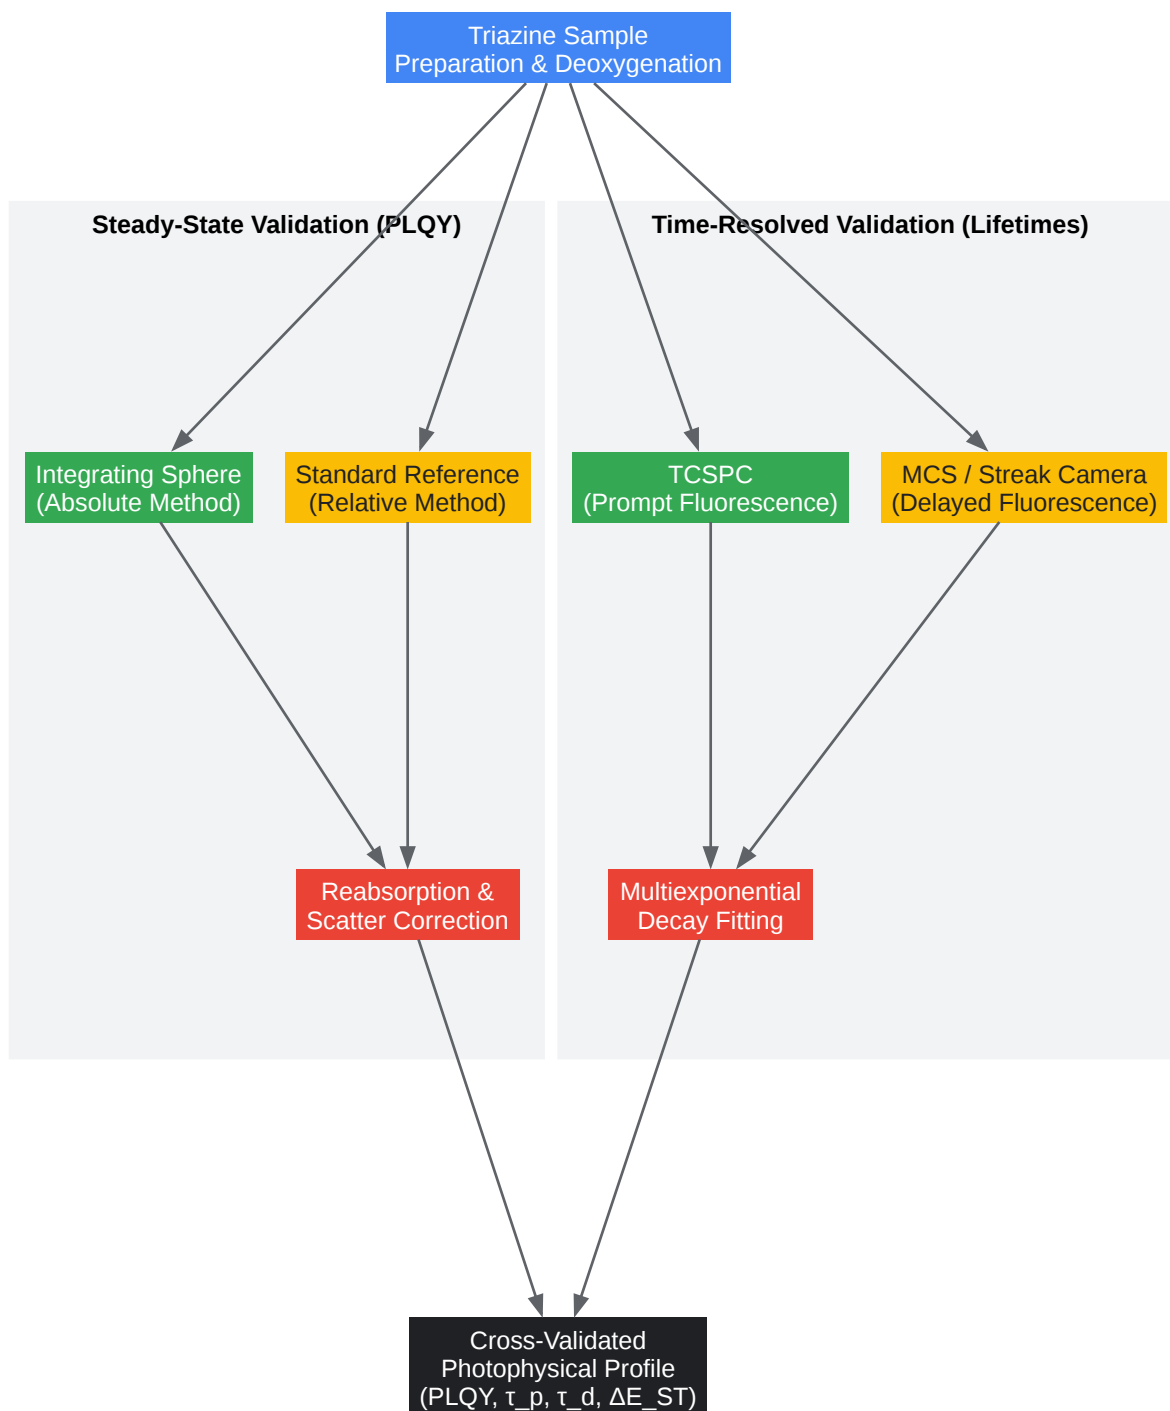 Triazine Sample
Preparation & Deoxygenation
Steady-State Validation (PLQY)
Time-Resolved Validation (Lifetimes)
Integrating Sphere
(Absolute Method)
Standard Reference
(Relative Method)
TCSPC
(Prompt Fluorescence)
MCS / Streak Camera
(Delayed Fluorescence)
Reabsorption &
Scatter Correction
Multiexponential
Decay Fitting
Cross-Validated
Photophysical Profile
(PLQY, τ_p, τ_d, ΔE_ST)